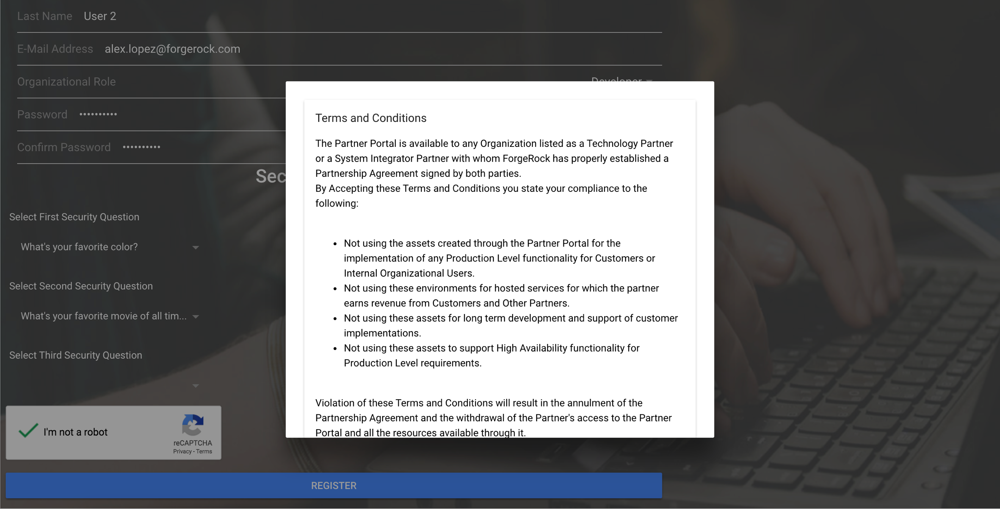 Last Name User 2
E-Mail Address alex.lopez@forgerock.com
Organizational Role Developer
Password ••••••••••
Confirm Password ••••••••••
Sec
Select First Security Question
What's your favorite color?
Select Second Security Question
What's your favorite movie of all tim...
Select Third Security Question
I'm not a robot
reCAPTCHA
Privacy - Terms
REGISTER
Terms and Conditions
The Partner Portal is available to any Organization listed as a Technology Partner
or a System Integrator Partner with whom ForgeRock has properly established a
Partnership Agreement signed by both parties.
By Accepting these Terms and Conditions you state your compliance to the
following:
• Not using the assets created through the Partner Portal for the
implementation of any Production Level functionality for Customers or
Internal Organizational Users.
• Not using these environments for hosted services for which the partner
earns revenue from Customers and Other Partners.
• Not using these assets for long term development and support of customer
implementations.
• Not using these assets to support High Availability functionality for
Production Level requirements.
Violation of these Terms and Conditions will result in the annulment of the
Partnership Agreement and the withdrawal of the Partner's access to the Partner
Portal and all the resources available through it.